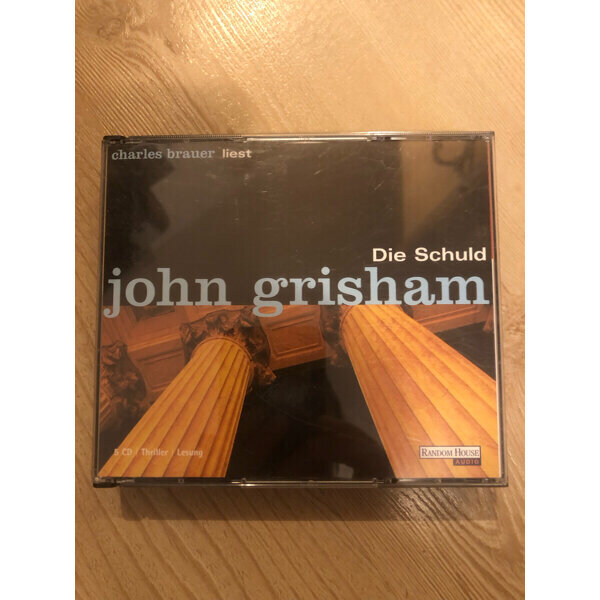 charles brauer liest
Die Schuld
john grisham
5 CD / Thriller / Lesung
RANDOM HOUSE
AUDIO